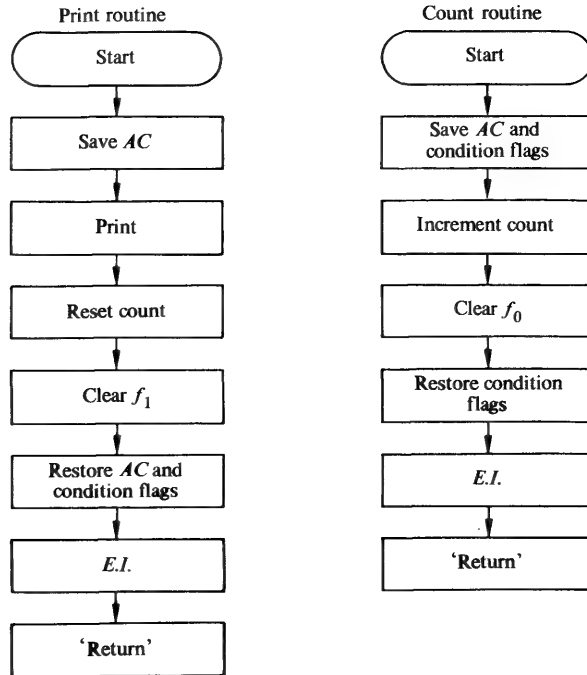 Print routine
Start
Save AC
Print
Reset count
Clear f₁
Restore AC and
condition flags
E.I.
‘Return’
Count routine
Start
Save AC and
condition flags
Increment count
Clear f₀
Restore condition
flags
E.I.
‘Return’